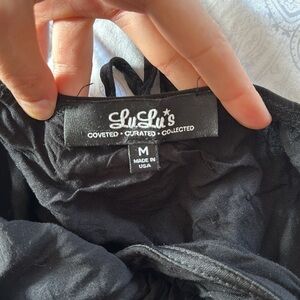 LuLu*s
COVETED • CURATED • COLLECTED
M
MADE IN
USA